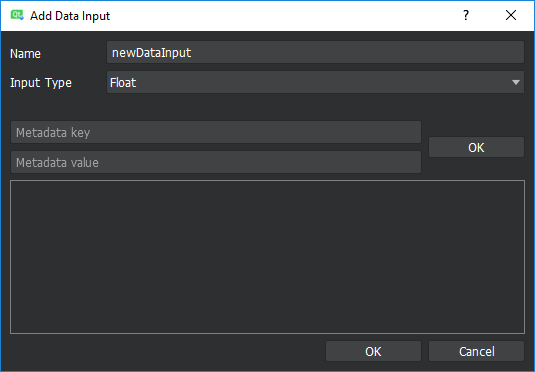 Add Data Input
?
Name
newDataInput
Input Type
Float
Metadata key
OK
Metadata value
OK
Cancel